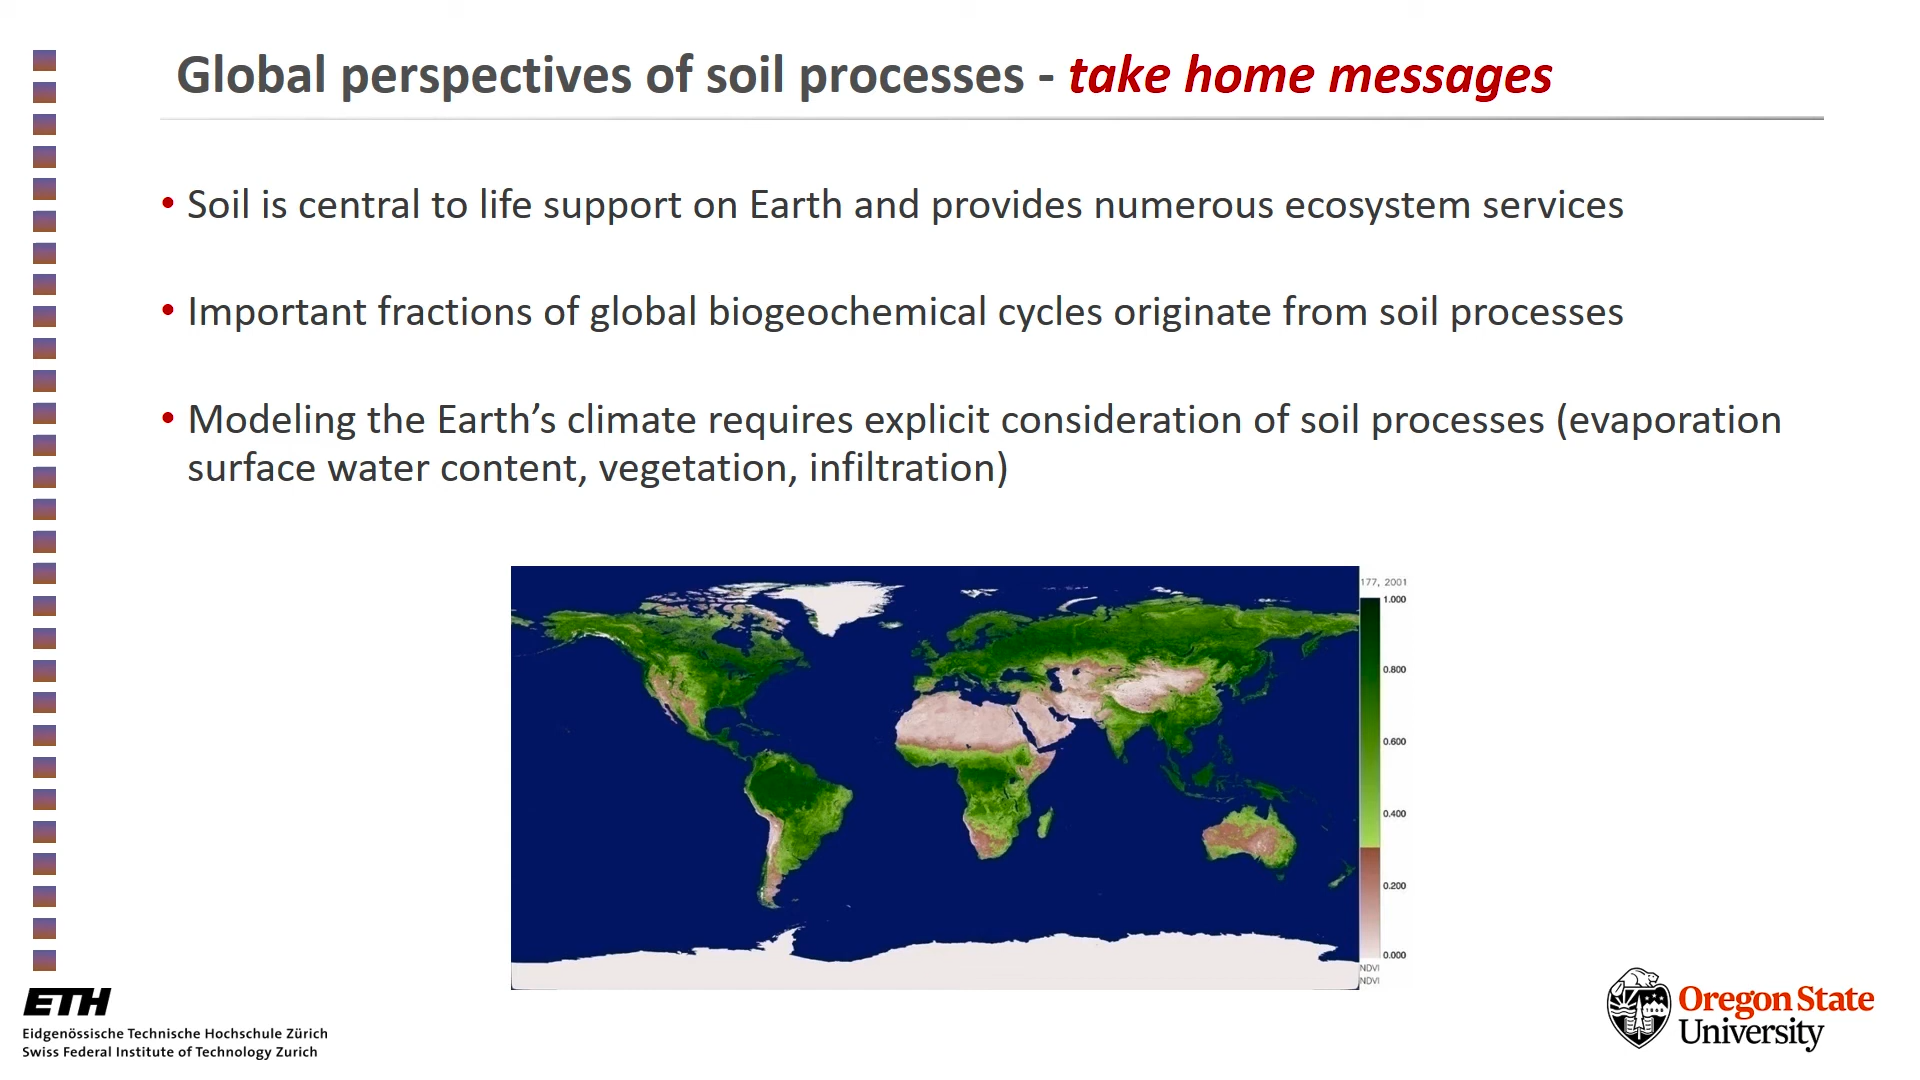 Global perspectives of soil processes - take home messages
• Soil is central to life support on Earth and provides numerous ecosystem services
• Important fractions of global biogeochemical cycles originate from soil processes
• Modeling the Earth’s climate requires explicit consideration of soil processes (evaporation
surface water content, vegetation, infiltration)
177, 2001
1.000
0.800
0.600
0.400
0.200
0.000
NDVI
NDVI
ETH
Eidgenössische Technische Hochschule Zürich
Swiss Federal Institute of Technology Zurich
1868
Oregon State
University